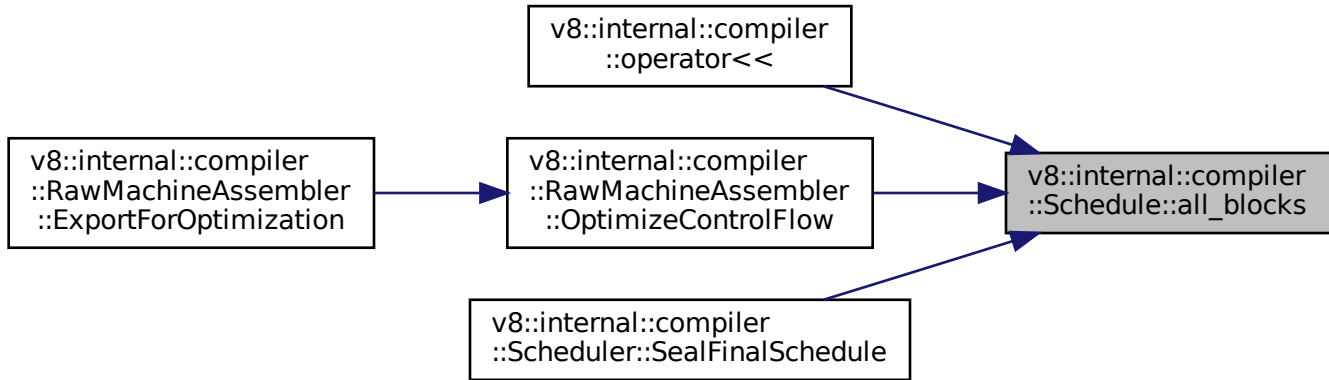 v8::internal::compiler
::operator<<
v8::internal::compiler
::RawMachineAssembler
::ExportForOptimization
v8::internal::compiler
::RawMachineAssembler
::OptimizeControlFlow
v8::internal::compiler
::Schedule::all_blocks
v8::internal::compiler
::Scheduler::SealFinalSchedule